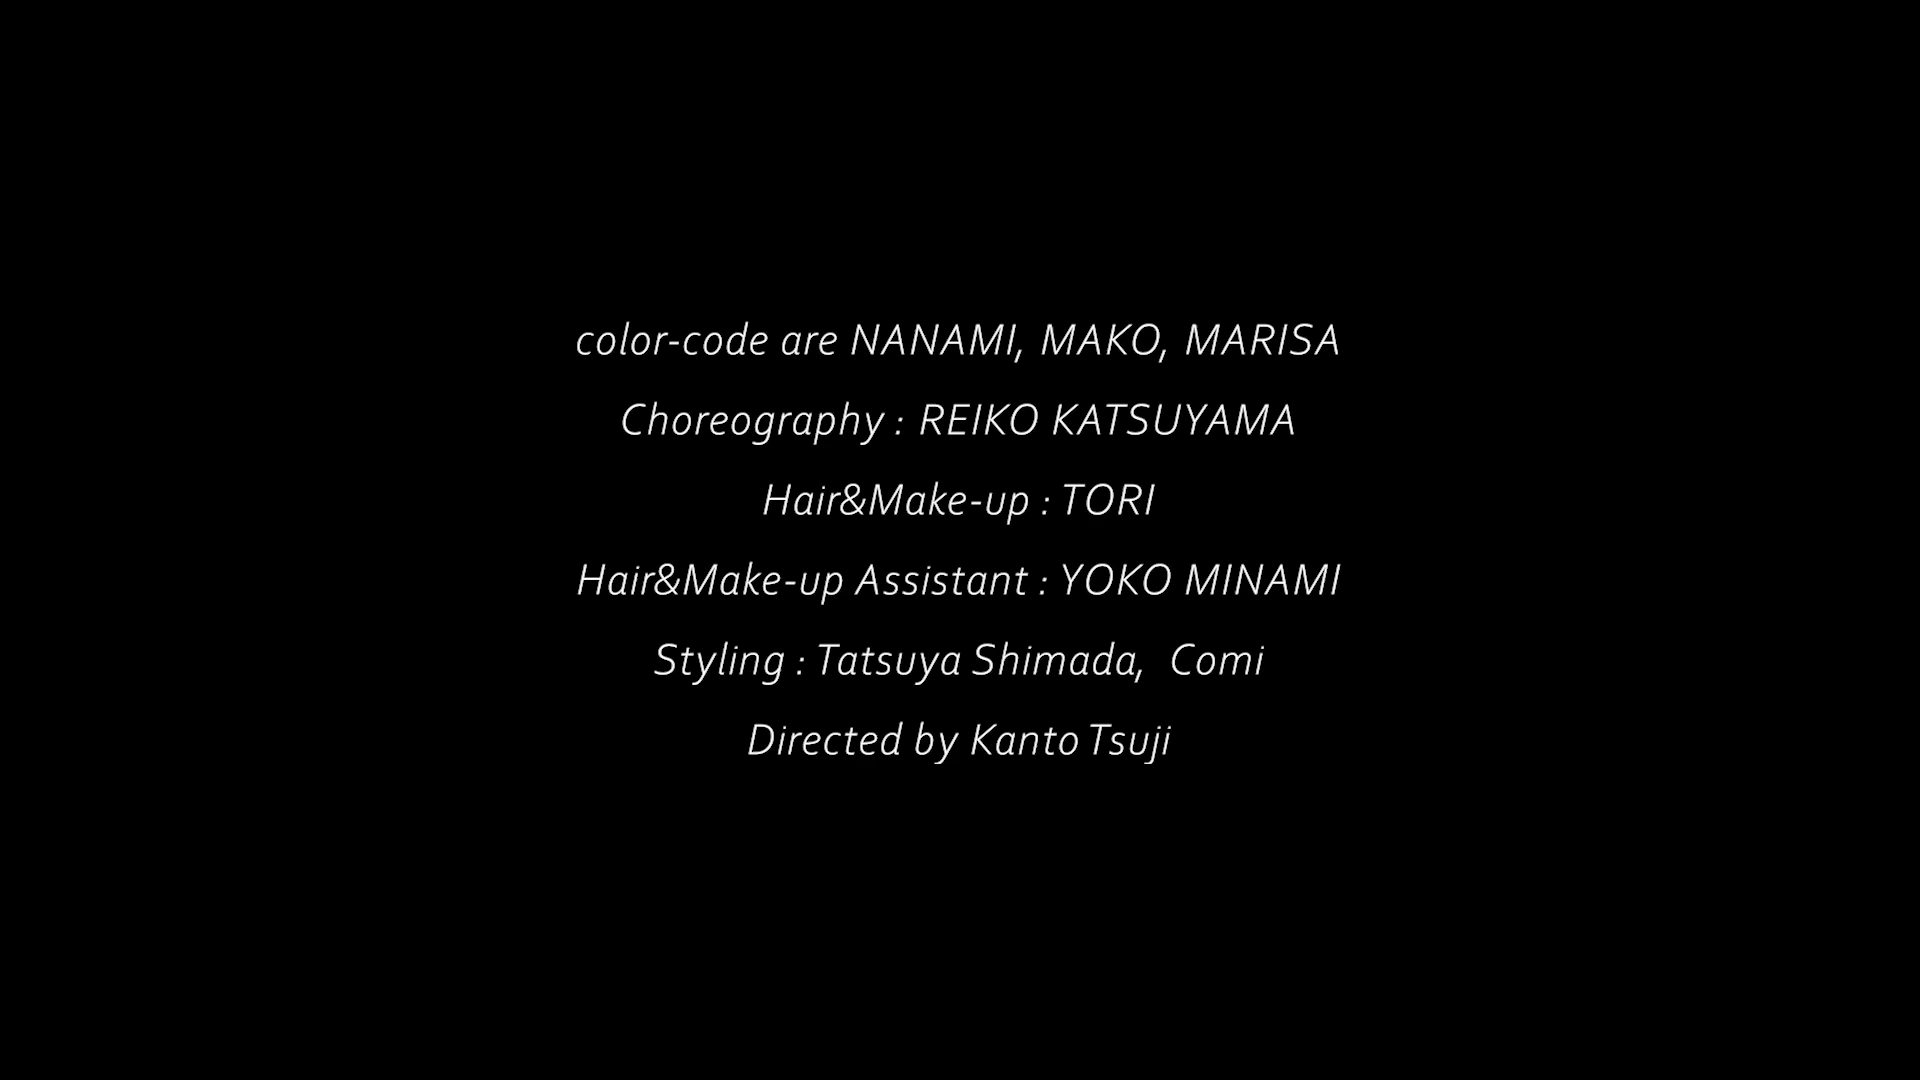 color-code are NANAMI, MAKO, MARISA
Choreography : REIKO KATSUYAMA
Hair&Make-up : TORI
Hair&Make-up Assistant : YOKO MINAMI
Styling : Tatsuya Shimada,  Comi
Directed by Kanto Tsuji